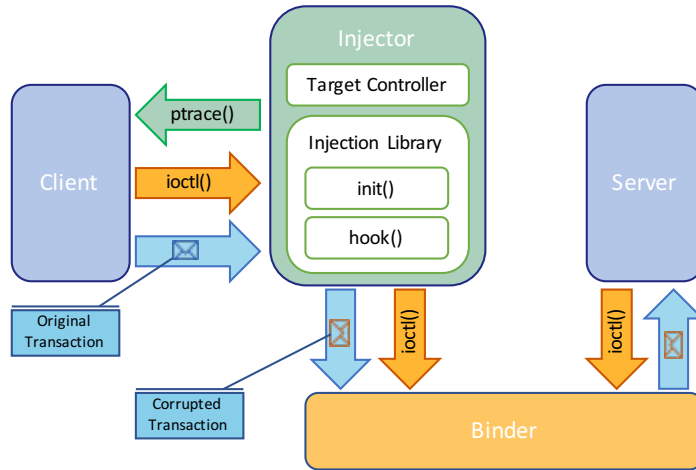 Injector
Target Controller
ptrace()
Injection Library
Client
ioctl()
init()
Server
hook()
Original
Transaction
ioctl()
ioctl()
Corrupted
Transaction
Binder